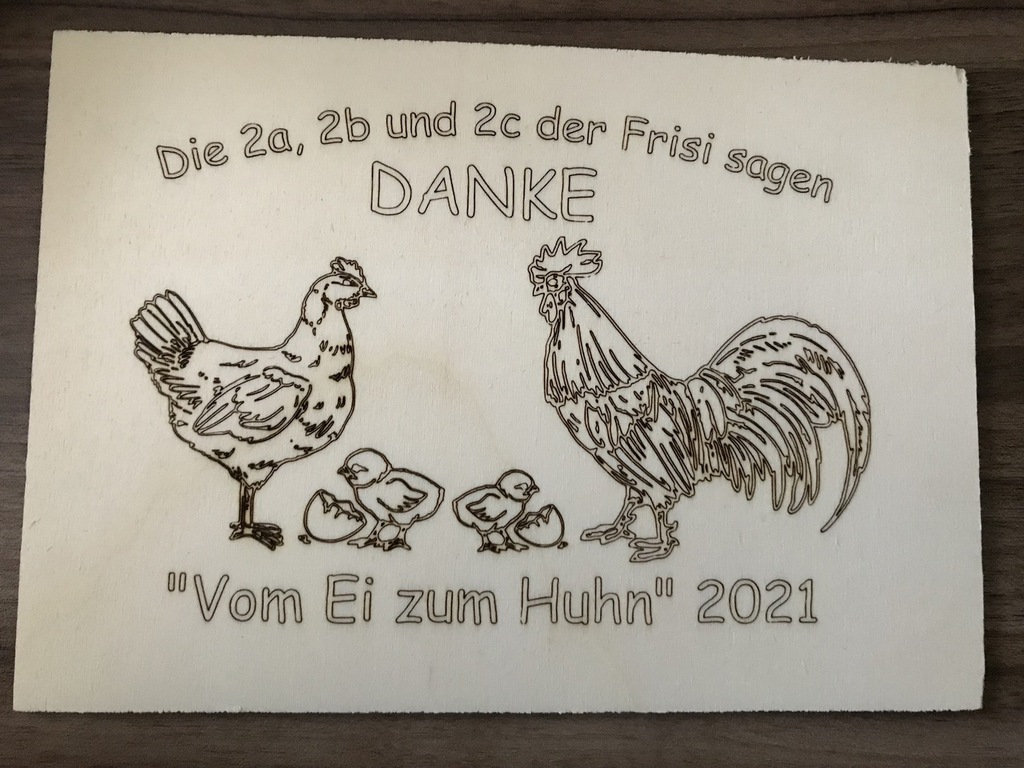 Die 2a, 2b und 2c der Frisi sagen
DANKE
"Vom Ei zum Huhn" 2021